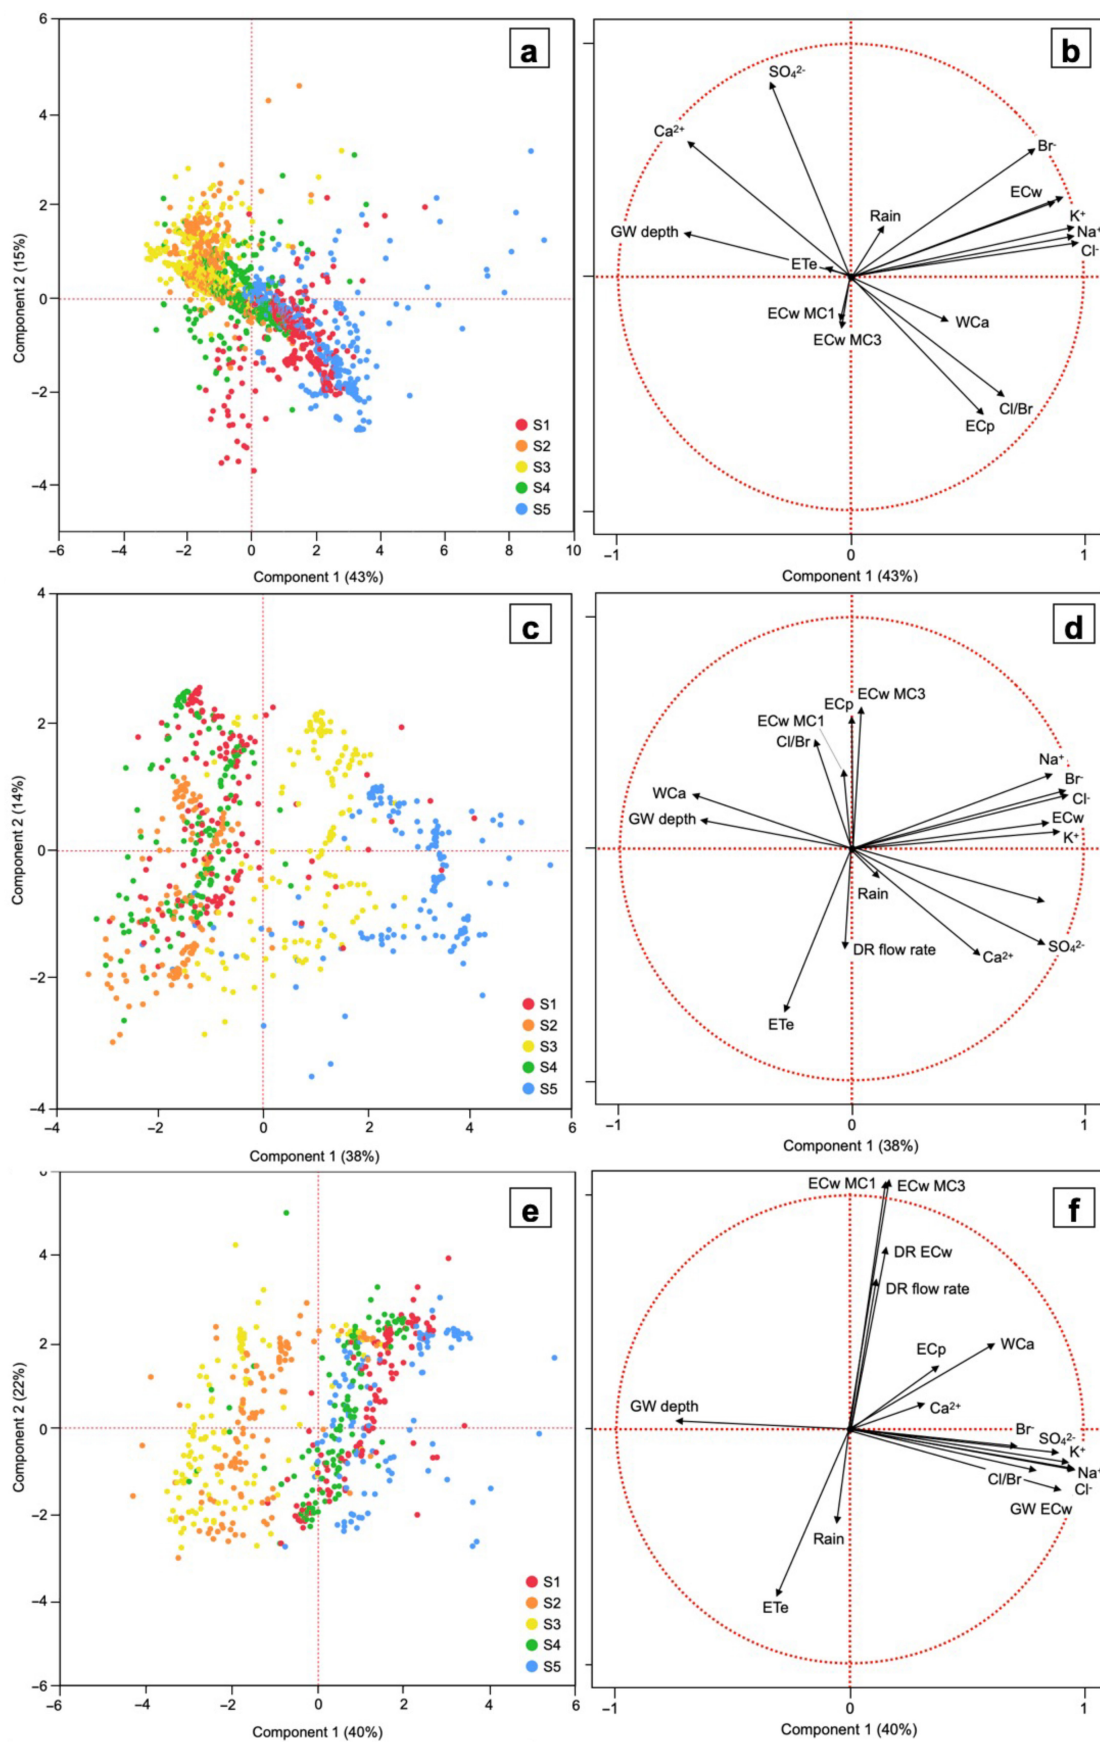 a
6
4
2
0
−2
−4
−6
−4
−2
0
2
4
6
8
10
Component 2 (15%)
Component 1 (43%)
S1
S2
S3
S4
S5
b
SO₄²⁻
Ca²⁺
Br⁻
ECw
Rain
K⁺
GW depth
Na⁺
Cl⁻
ETe
ECw MC1
WCa
ECw MC3
Cl/Br
ECp
−1
0
1
Component 1 (43%)
c
4
2
0
−2
−4
−4
−2
0
2
4
6
Component 2 (14%)
Component 1 (38%)
S1
S2
S3
S4
S5
d
ECw MC3
ECp
ECw MC1
Cl/Br
Na⁺
Br⁻
WCa
Cl⁻
GW depth
ECw
K⁺
Rain
SO₄²⁻
DR flow rate
Ca²⁺
ETe
−1
0
1
Component 1 (38%)
e
4
2
0
−2
−4
−6
−6
−4
−2
0
2
4
6
Component 2 (22%)
Component 1 (40%)
S1
S2
S3
S4
S5
f
ECw MC1
ECw MC3
DR ECw
DR flow rate
WCa
ECp
GW depth
Ca²⁺
Br⁻
SO₄²⁻
K⁺
Na⁺
Cl/Br
Cl⁻
GW ECw
Rain
ETe
−1
0
1
Component 1 (40%)